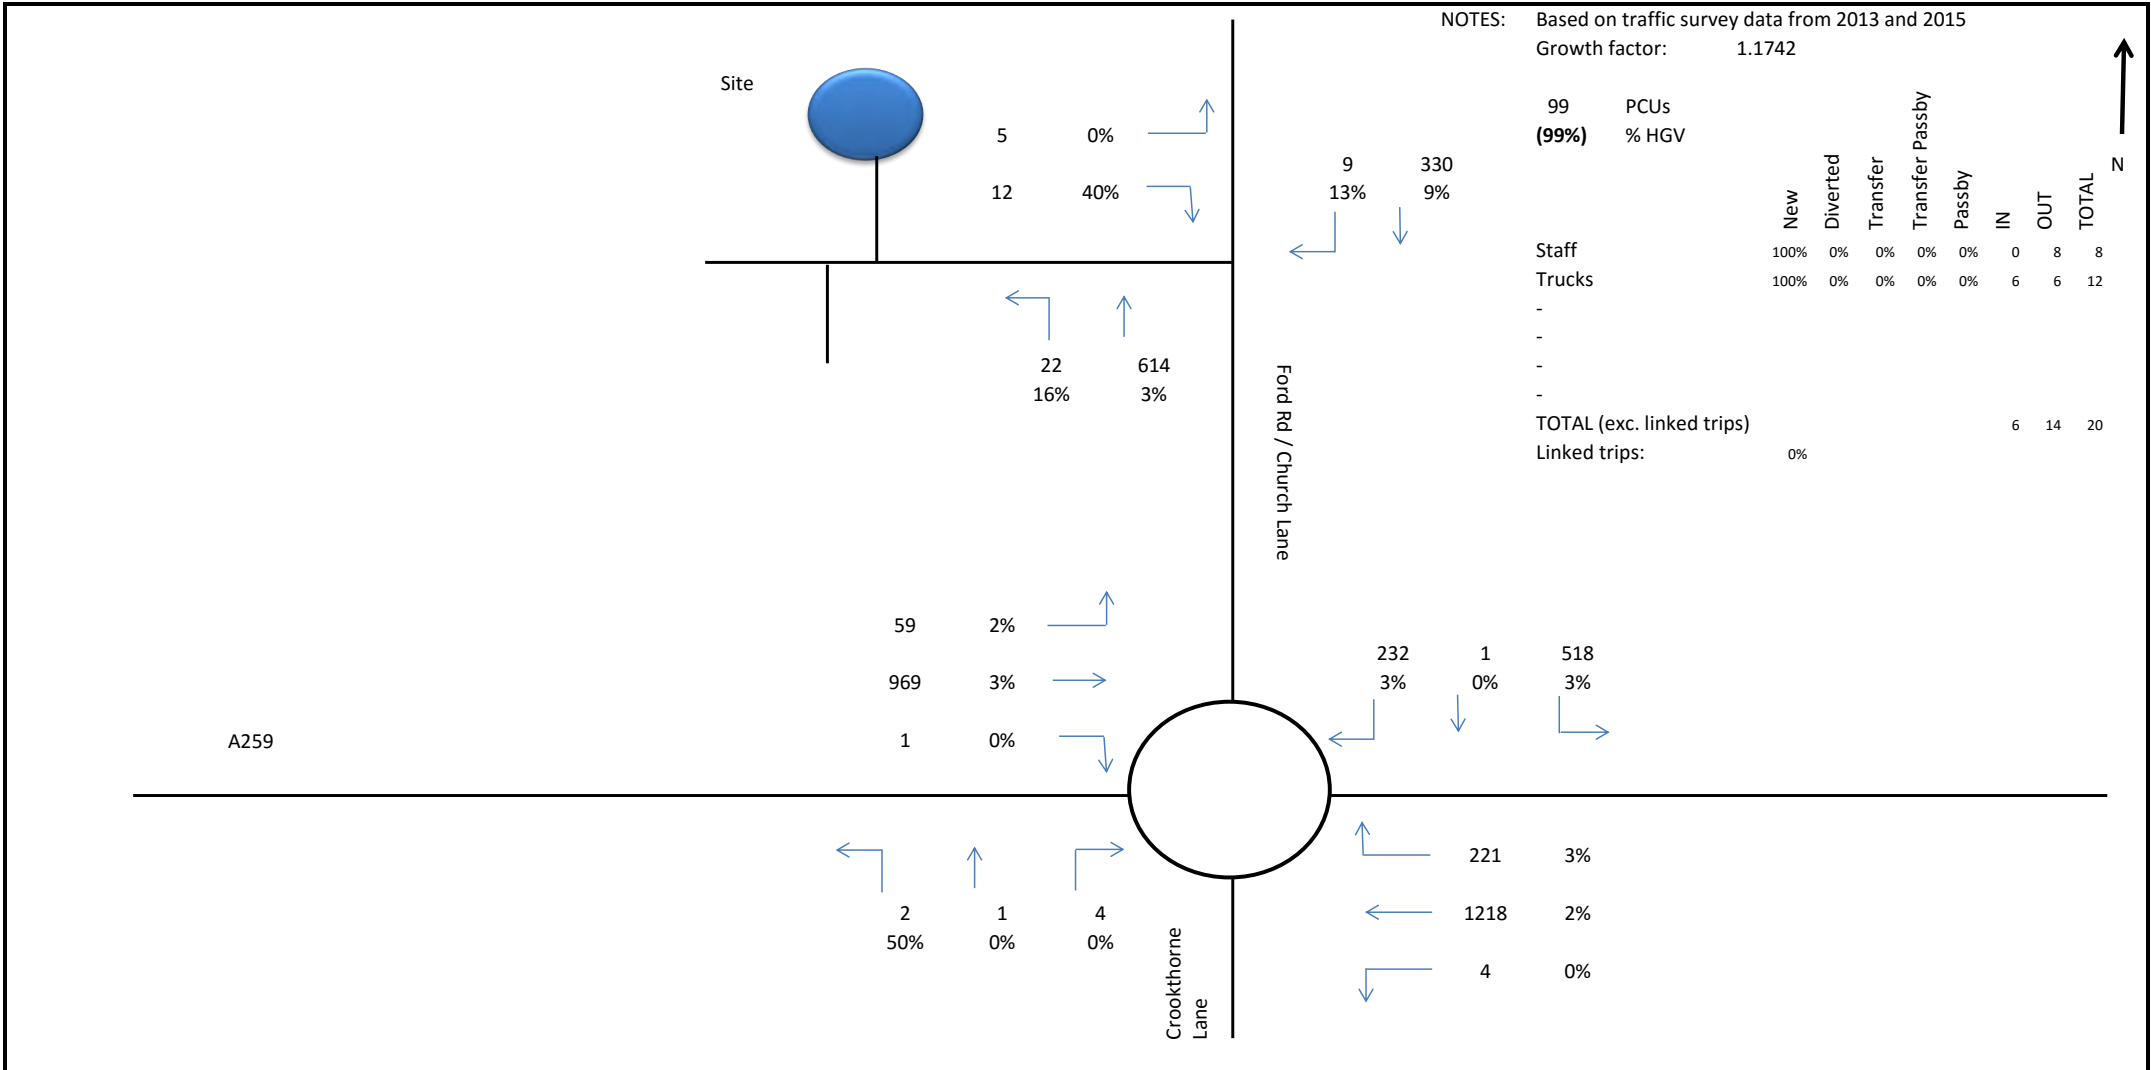 NOTES: Based on traffic survey data from 2013 and 2015
Growth factor: 1.1742
Site
99 PCUs
(99%) % HGV
N
5 0%
12 40%
9 330
13% 9%
New Diverted Transfer Transfer Passby Passby IN OUT TOTAL
Staff 100% 0% 0% 0% 0% 0 8 8
Trucks 100% 0% 0% 0% 0% 6 6 12
-
-
-
-
TOTAL (exc. linked trips) 6 14 20
Linked trips: 0%
22 614
16% 3%
Ford Rd / Church Lane
59 2%
969 3%
1 0%
232 1 518
3% 0% 3%
A259
221 3%
1218 2%
4 0%
2 1 4
50% 0% 0%
Crookthorne
Lane